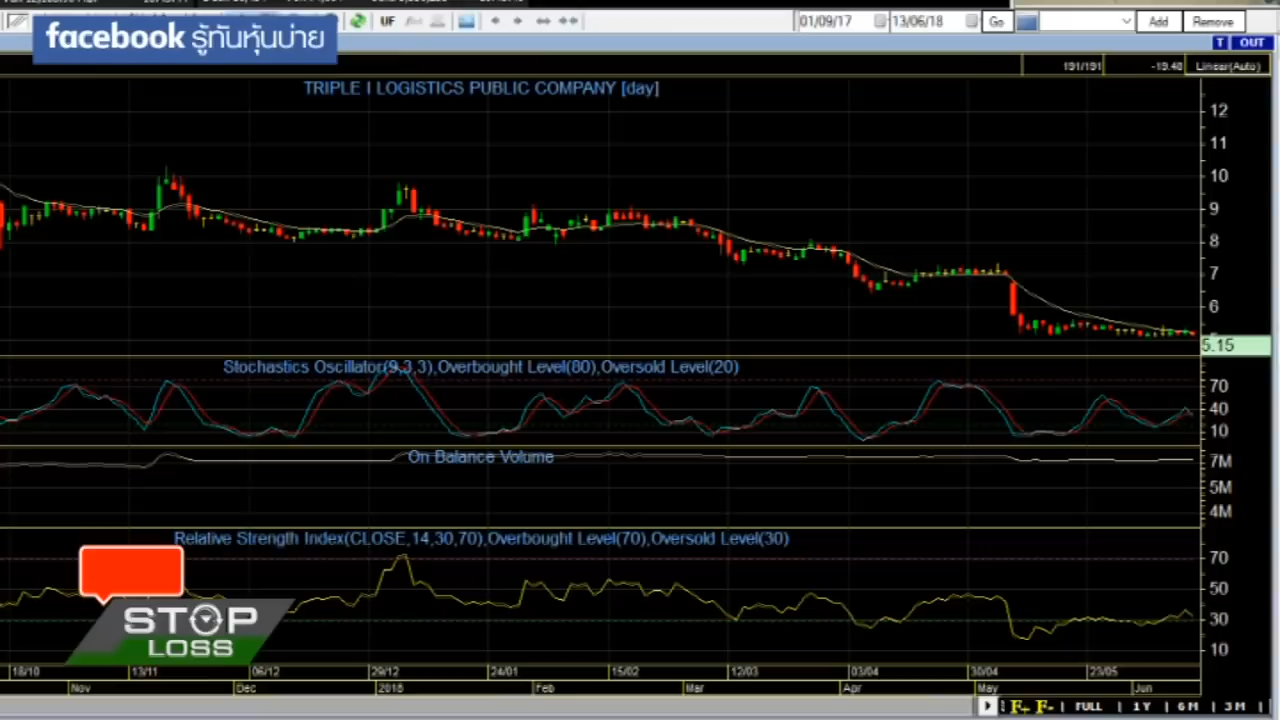 UF
01/09/17
13/06/18
Go
Add
Remove
facebook รู้ทันหุ้นบ่าย
T
OUT
191/191
-19.48
Linear(Auto)
TRIPLE I LOGISTICS PUBLIC COMPANY [day]
12
11
10
9
8
7
6
5.15
Stochastics Oscillator(9,3,3),Overbought Level(80),Oversold Level(20)
70
40
10
On Balance Volume
7M
5M
4M
Relative Strength Index(CLOSE,14,30,70),Overbought Level(70),Oversold Level(30)
70
50
30
10
STOP
LOSS
18/10
13/11
06/12
29/12
24/01
15/02
12/03
03/04
30/04
23/05
Nov
Dec
2018
Feb
Mar
Apr
May
Jun
F+
F-
FULL
1Y
6M
3M